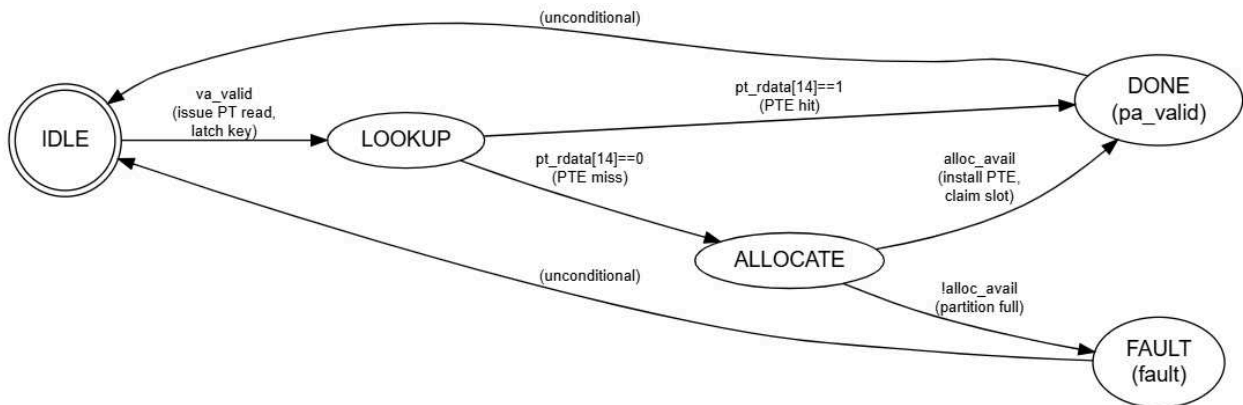 (unconditional)
va_valid
(issue PT read,
latch key)
IDLE
LOOKUP
pt_rdata[14]==1
(PTE hit)
DONE
(pa_valid)
pt_rdata[14]==0
(PTE miss)
alloc_avail
(install PTE,
claim slot)
ALLOCATE
(unconditional)
!alloc_avail
(partition full)
FAULT
(fault)